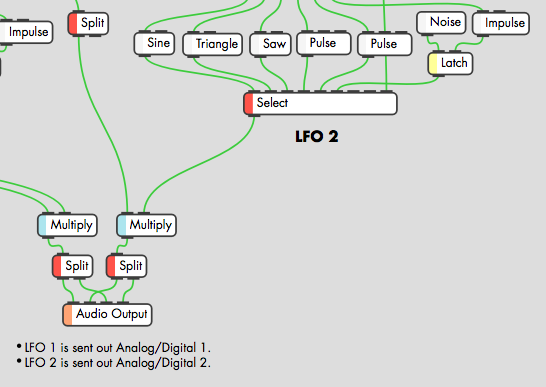 Impulse
Split
Noise
Impulse
Sine
Triangle
Saw
Pulse
Pulse
Latch
Select
LFO 2
Multiply
Multiply
Split
Split
Audio Output
• LFO 1 is sent out Analog/Digital 1.
• LFO 2 is sent out Analog/Digital 2.